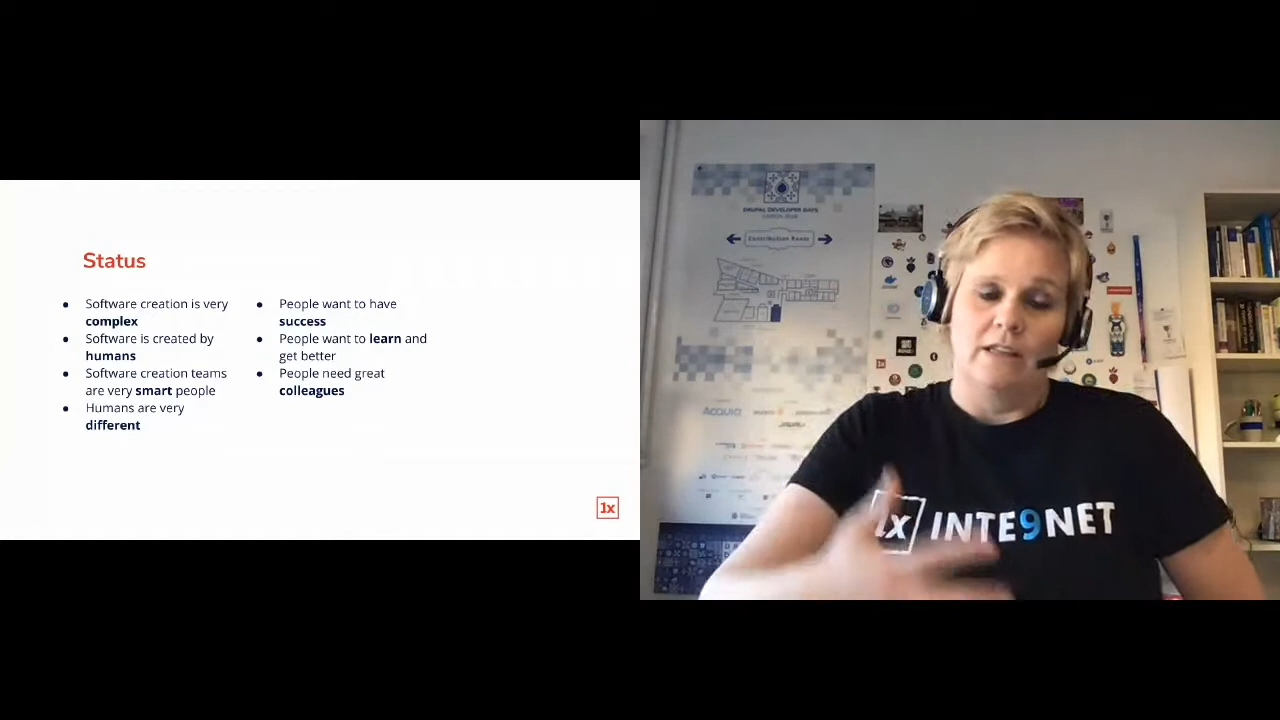 Status
Software creation is very
complex
Software is created by
humans
Software creation teams
are very smart people
Humans are very
different
People want to have
success
People want to learn and
get better
People need great
colleagues
1x
DRUPAL DEVELOPER DAYS
Contribution Room
ACQUIA
1x INTE9NET